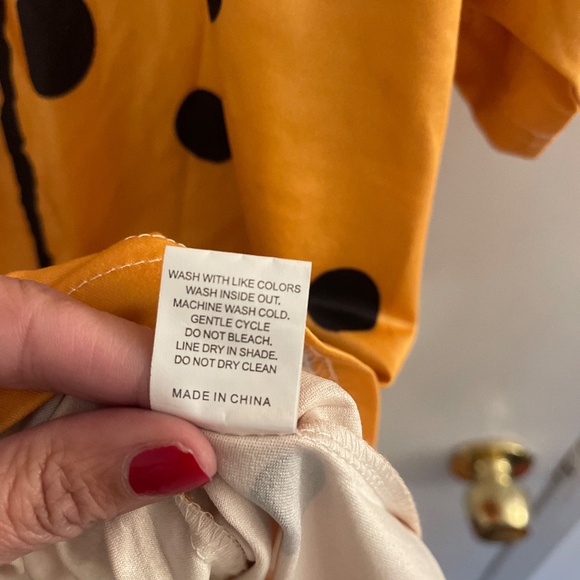 WASH WITH LIKE COLORS
WASH INSIDE OUT.
MACHINE WASH COLD.
GENTLE CYCLE
DO NOT BLEACH.
LINE DRY IN SHADE.
DO NOT DRY CLEAN
MADE IN CHINA